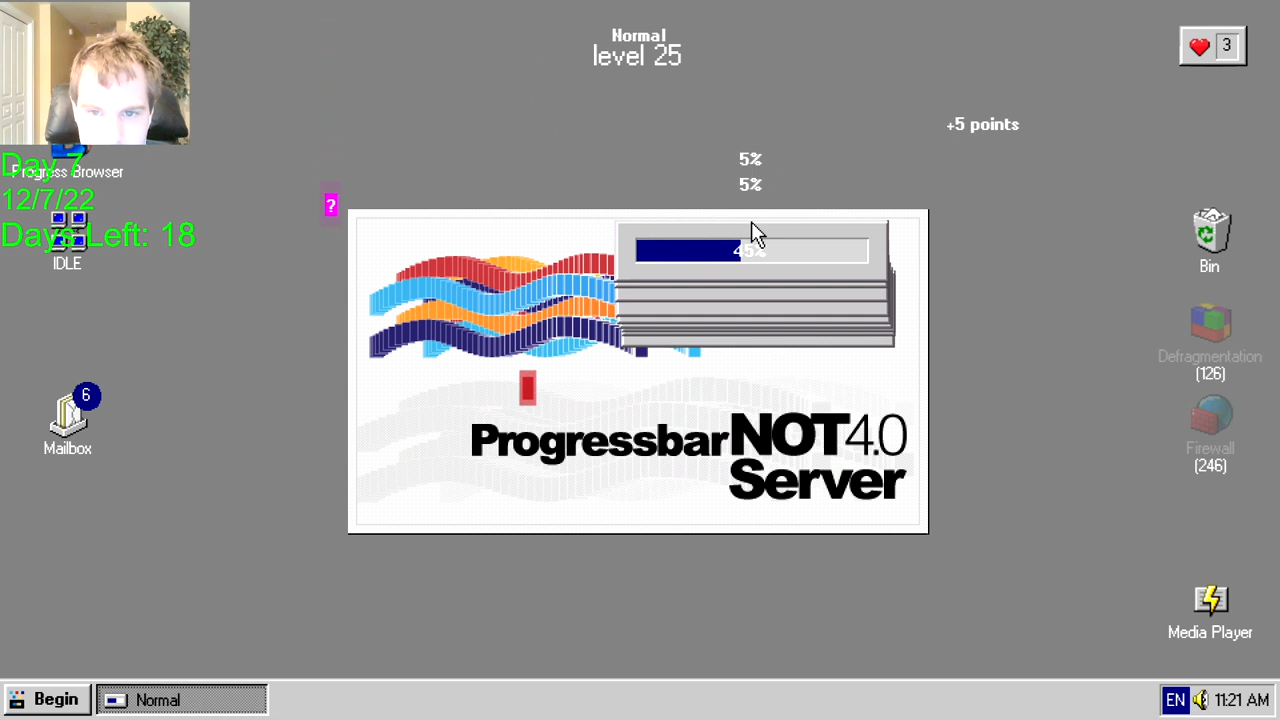 Normal
level 25
3
+5 points
5%
5%
Progress Browser
Day 7
12/7/22
Days Left: 18
IDLE
?
45%
Bin
Defragmentation
(126)
6
Mailbox
Firewall
(246)
ProgressbarNOT4.0
Server
Media Player
Begin
Normal
EN
11:21 AM